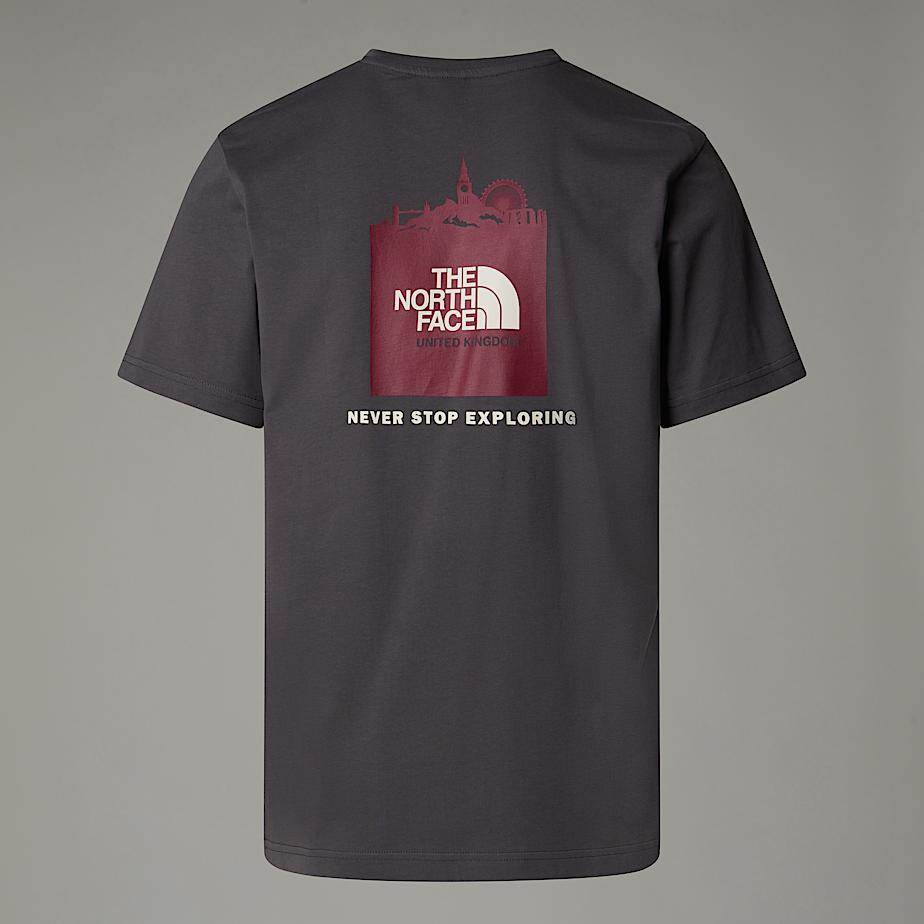 THE
NORTH
FACE
UNITED KINGDOM
NEVER STOP EXPLORING